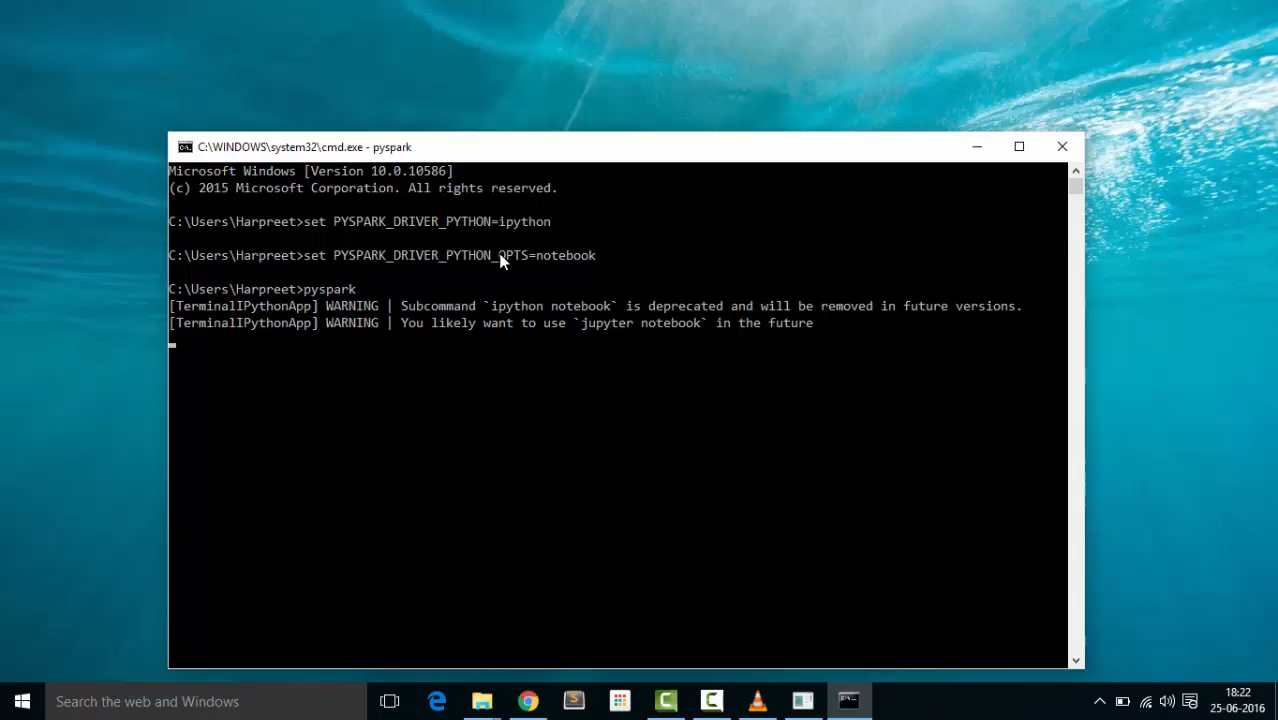 C:\WINDOWS\system32\cmd.exe - pyspark
Microsoft Windows [Version 10.0.10586]
(c) 2015 Microsoft Corporation. All rights reserved.
C:\Users\Harpreet>set PYSPARK_DRIVER_PYTHON=ipython
C:\Users\Harpreet>set PYSPARK_DRIVER_PYTHON_OPTS=notebook
C:\Users\Harpreet>pyspark
[TerminalIPythonApp] WARNING | Subcommand `ipython notebook` is deprecated and will be removed in future versions.
[TerminalIPythonApp] WARNING | You likely want to use `jupyter notebook` in the future
Search the web and Windows
18:22
25-06-2016